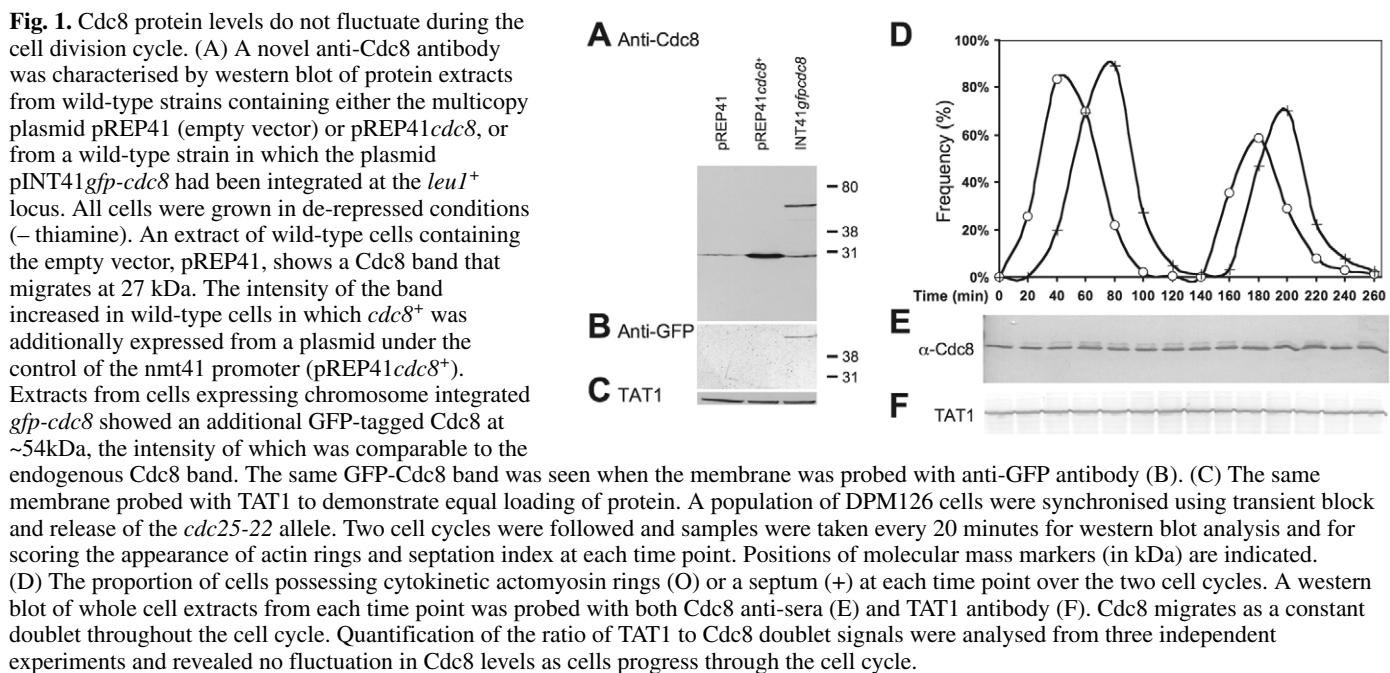 Fig. 1. Cdc8 protein levels do not fluctuate during the
cell division cycle. (A) A novel anti-Cdc8 antibody
was characterised by western blot of protein extracts
from wild-type strains containing either the multicopy
plasmid pREP41 (empty vector) or pREP41cdc8, or
from a wild-type strain in which the plasmid
pINT41gfp-cdc8 had been integrated at the leu1+
locus. All cells were grown in de-repressed conditions
(– thiamine). An extract of wild-type cells containing
the empty vector, pREP41, shows a Cdc8 band that
migrates at 27 kDa. The intensity of the band
increased in wild-type cells in which cdc8+ was
additionally expressed from a plasmid under the
control of the nmt41 promoter (pREP41cdc8+).
Extracts from cells expressing chromosome integrated
gfp-cdc8 showed an additional GFP-tagged Cdc8 at
~54kDa, the intensity of which was comparable to the
endogenous Cdc8 band. The same GFP-Cdc8 band was seen when the membrane was probed with anti-GFP antibody (B). (C) The same
membrane probed with TAT1 to demonstrate equal loading of protein. A population of DPM126 cells were synchronised using transient block
and release of the cdc25-22 allele. Two cell cycles were followed and samples were taken every 20 minutes for western blot analysis and for
scoring the appearance of actin rings and septation index at each time point. Positions of molecular mass markers (in kDa) are indicated.
(D) The proportion of cells possessing cytokinetic actomyosin rings (O) or a septum (+) at each time point over the two cell cycles. A western
blot of whole cell extracts from each time point was probed with both Cdc8 anti-sera (E) and TAT1 antibody (F). Cdc8 migrates as a constant
doublet throughout the cell cycle. Quantification of the ratio of TAT1 to Cdc8 doublet signals were analysed from three independent
experiments and revealed no fluctuation in Cdc8 levels as cells progress through the cell cycle.
A Anti-Cdc8
pREP41
pREP41cdc8+
INT41gfpcdc8
80
38
31
B Anti-GFP
38
31
C TAT1
D
Frequency (%)
100%
80%
60%
40%
20%
0%
Time (min) 0 20 40 60 80 100 120 140 160 180 200 220 240 260
E
α-Cdc8
F
TAT1